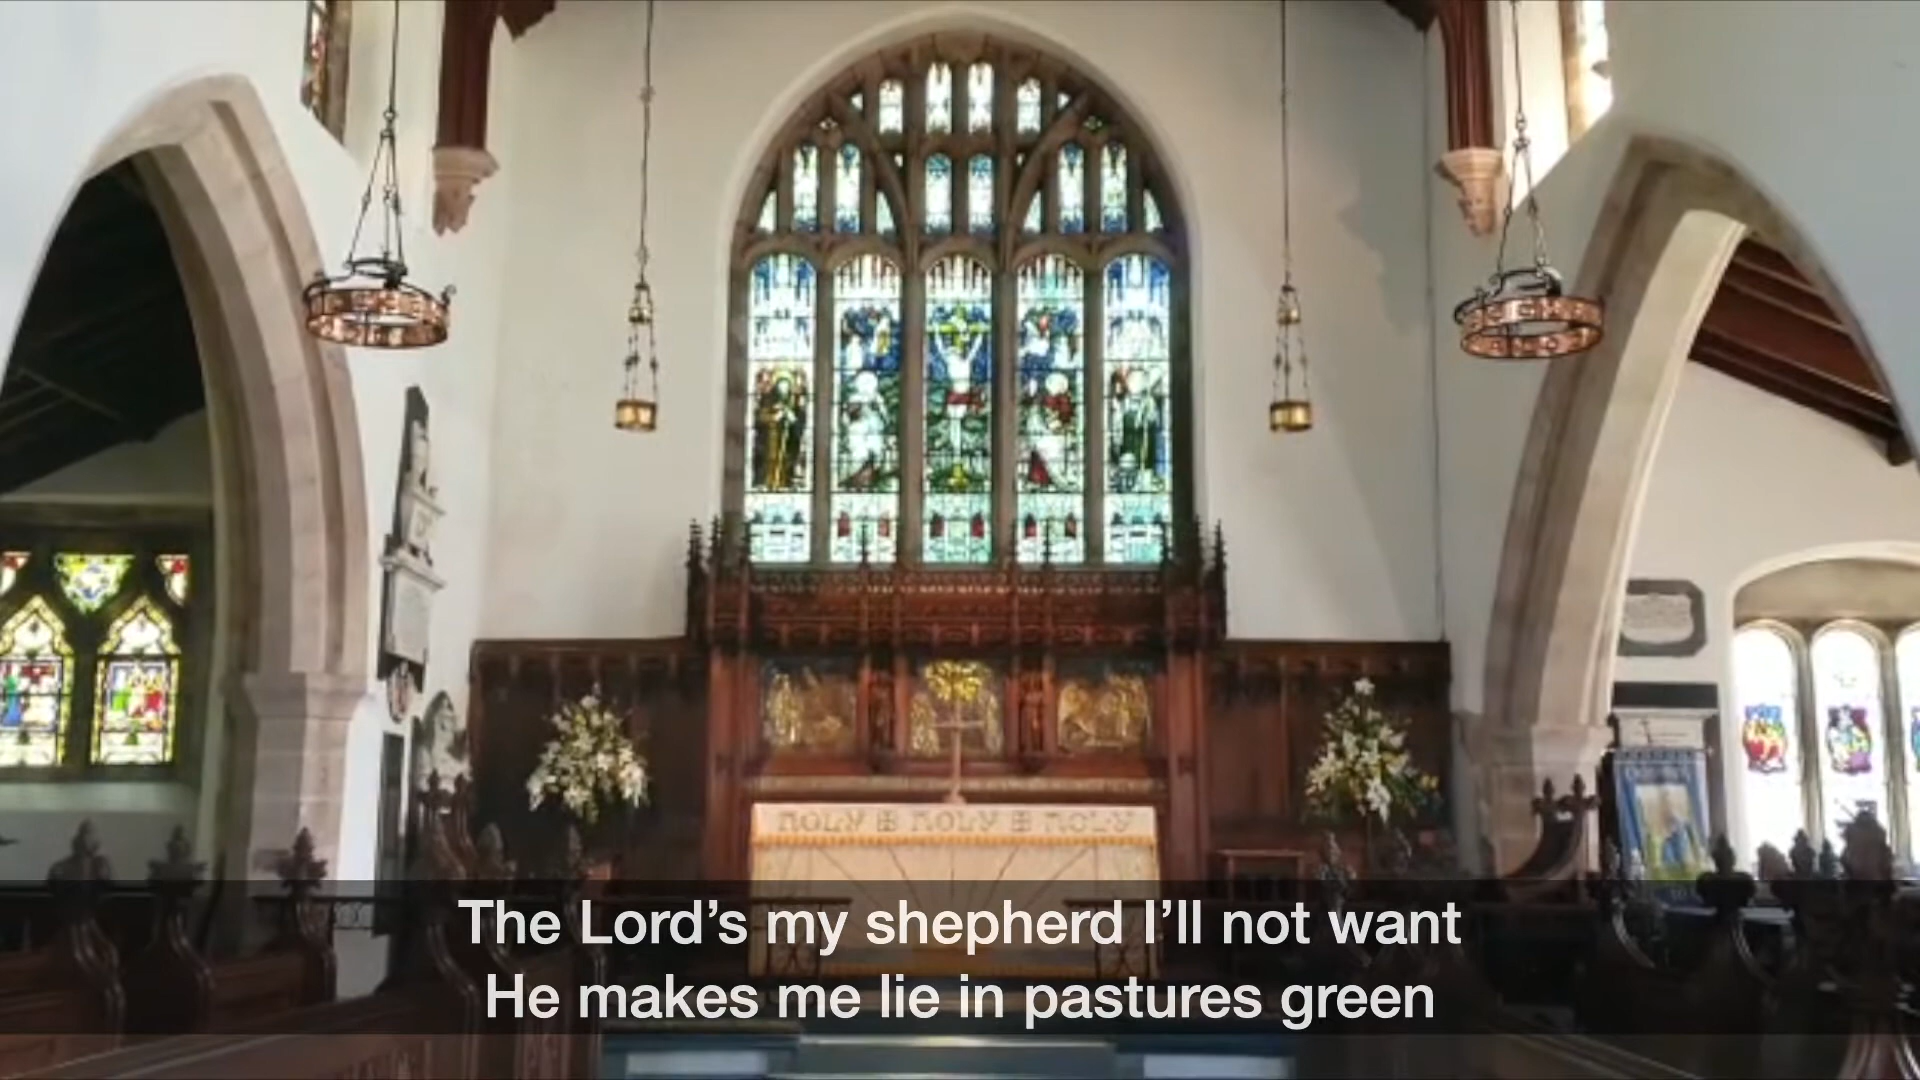 HOLY HOLY HOLY
The Lord’s my shepherd I’ll not want
He makes me lie in pastures green